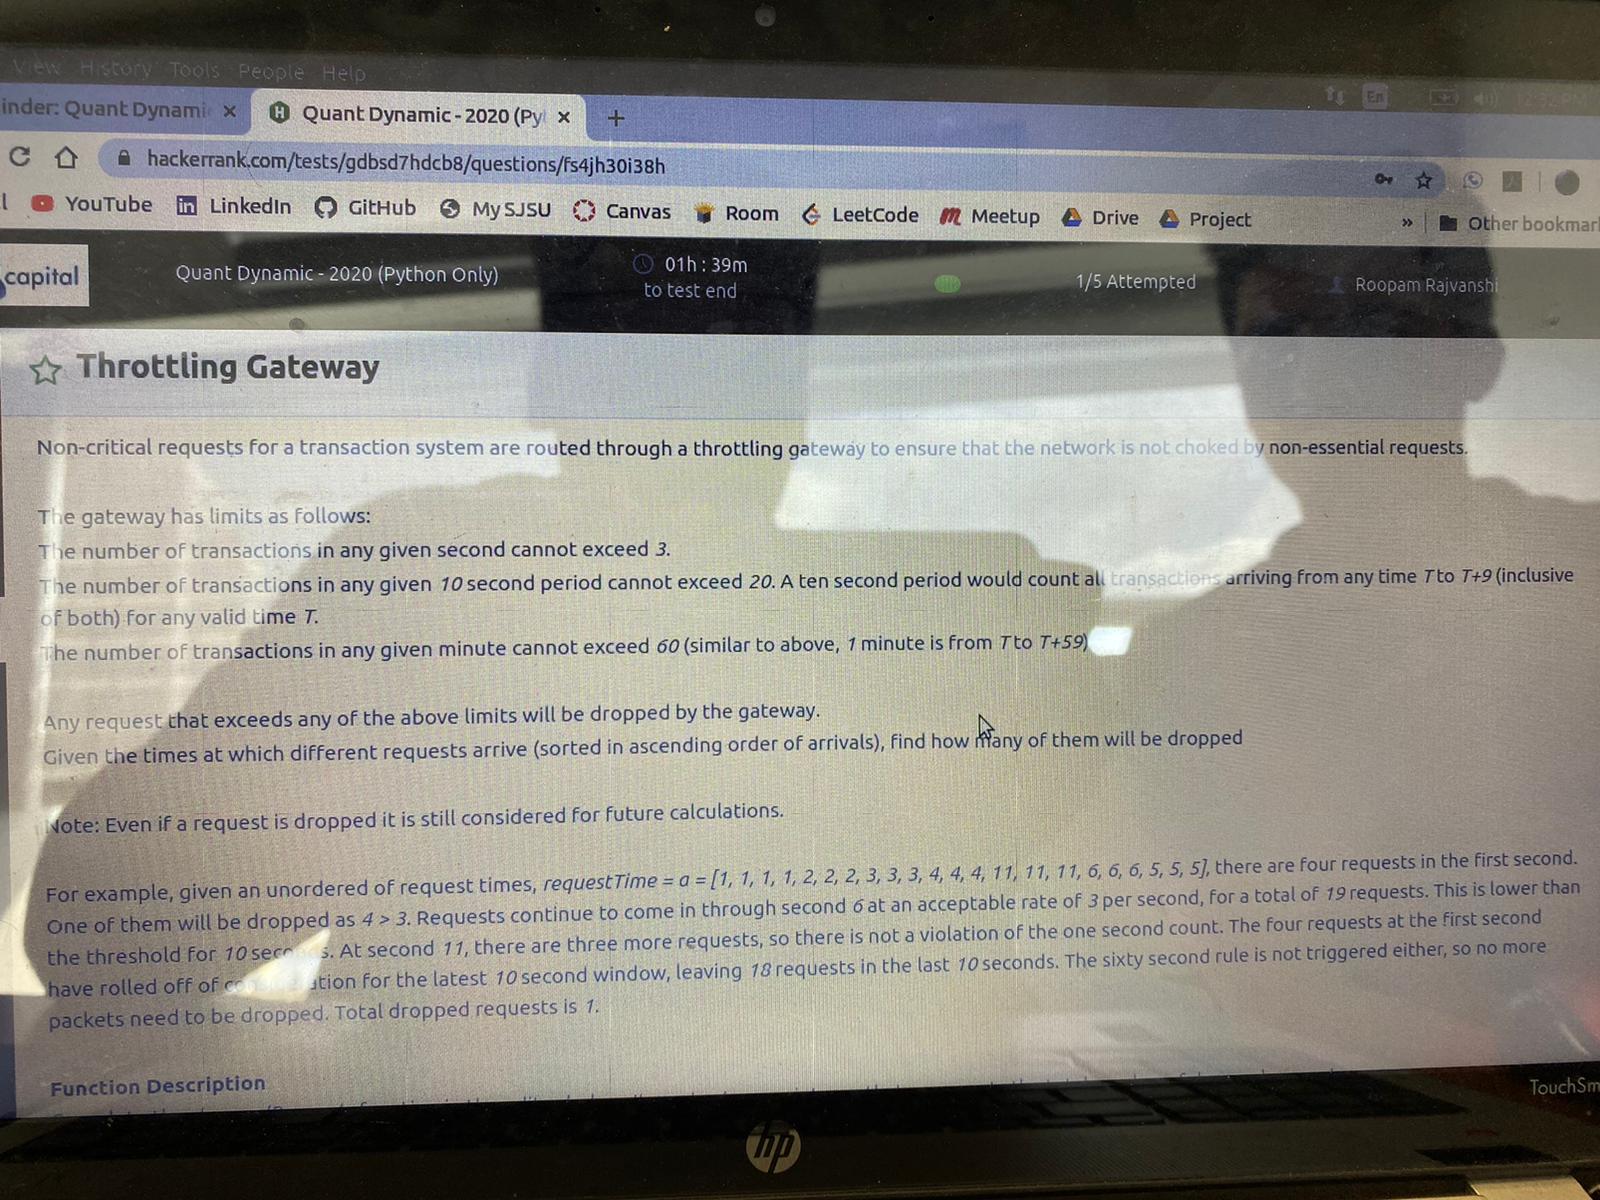 View History Tools People Help
inder: Quant Dynami × Quant Dynamic - 2020 (Py × +
En
hackerrank.com/tests/gdbsd7hdcb8/questions/fs4jh30i38h
l YouTube in LinkedIn GitHub My SJSU Canvas Room LeetCode Meetup Drive Project » Other bookmar
capital Quant Dynamic - 2020 (Python Only) 01h : 39m
to test end 1/5 Attempted Roopam Rajvanshi
Throttling Gateway
Non-critical requests for a transaction system are routed through a throttling gateway to ensure that the network is not choked by non-essential requests.
The gateway has limits as follows:
The number of transactions in any given second cannot exceed 3.
The number of transactions in any given 10 second period cannot exceed 20. A ten second period would count all transactions arriving from any time T to T+9 (inclusive
of both) for any valid time T.
The number of transactions in any given minute cannot exceed 60 (similar to above, 1 minute is from T to T+59)
Any request that exceeds any of the above limits will be dropped by the gateway.
Given the times at which different requests arrive (sorted in ascending order of arrivals), find how many of them will be dropped
Note: Even if a request is dropped it is still considered for future calculations.
For example, given an unordered of request times, requestTime = a = [1, 1, 1, 1, 2, 2, 2, 3, 3, 3, 4, 4, 4, 11, 11, 11, 6, 6, 6, 5, 5, 5], there are four requests in the first second.
One of them will be dropped as 4 > 3. Requests continue to come in through second 6 at an acceptable rate of 3 per second, for a total of 19 requests. This is lower than
the threshold for 10 seconds. At second 11, there are three more requests, so there is not a violation of the one second count. The four requests at the first second
have rolled off of consideration for the latest 10 second window, leaving 18 requests in the last 10 seconds. The sixty second rule is not triggered either, so no more
packets need to be dropped. Total dropped requests is 1.
Function Description
TouchSm
hp